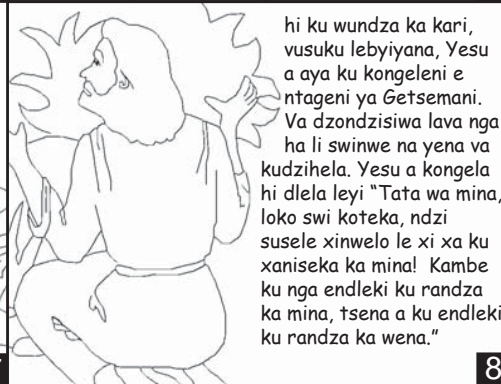 hi ku wundza ka kari,
vusuku lebyiyana, Yesu
a aya ku kongeleni e
ntageni ya Getsemani.
Va dzondzisiwa lava nga
ha li swinwe na yena va
kudzihela. Yesu a kongela
hi dlela leyi “Tata wa mina,
loko swi koteka, ndzi
susele xinwelo le xi xa ku
xaniseka ka mina! Kambe
ku nga endleki ku randza
ka mina, tsena a ku endleki
ku randza ka wena.”
7
8